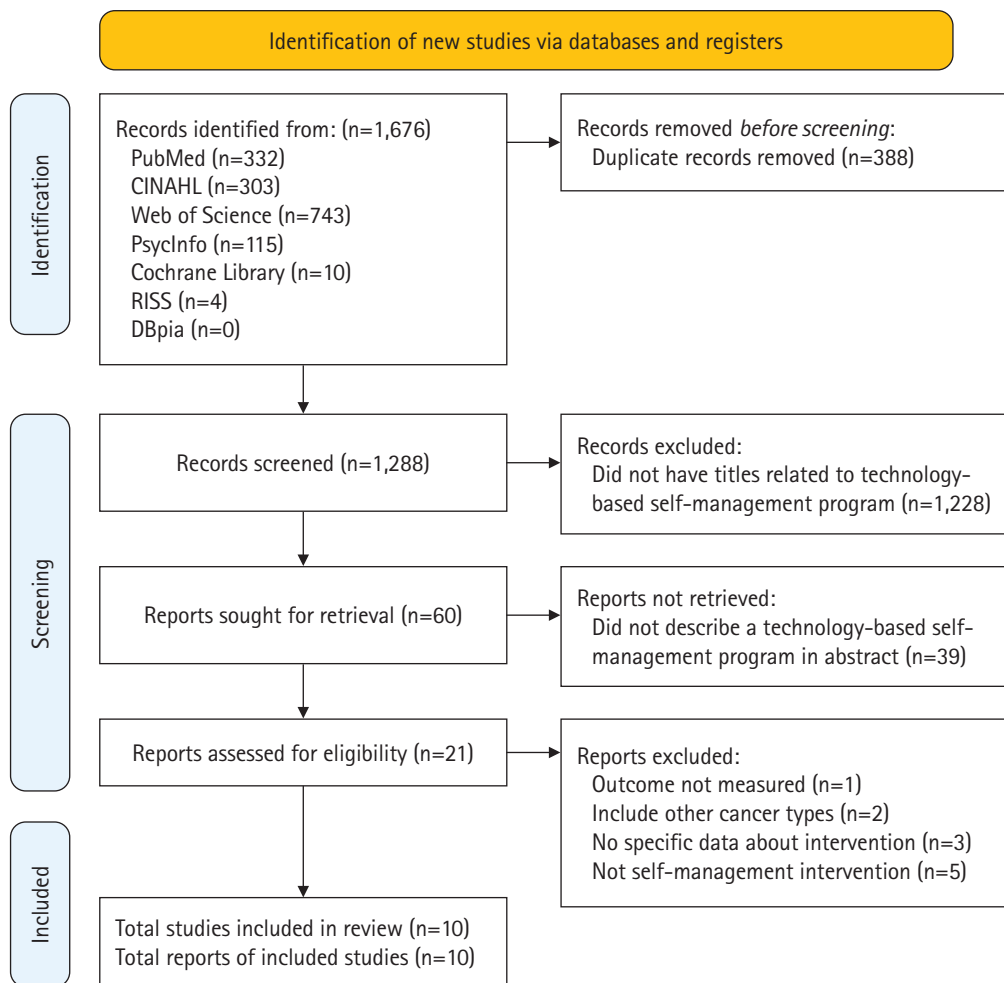 Identification of new studies via databases and registers
Identification
Records identified from: (n=1,676)
PubMed (n=332)
CINAHL (n=303)
Web of Science (n=743)
PsycInfo (n=115)
Cochrane Library (n=10)
RISS (n=4)
DBpia (n=0)
Records removed before screening:
Duplicate records removed (n=388)
Screening
Records screened (n=1,288)
Records excluded:
Did not have titles related to technology-
based self-management program (n=1,228)
Reports sought for retrieval (n=60)
Reports not retrieved:
Did not describe a technology-based self-
management program in abstract (n=39)
Reports assessed for eligibility (n=21)
Reports excluded:
Outcome not measured (n=1)
Include other cancer types (n=2)
No specific data about intervention (n=3)
Not self-management intervention (n=5)
Included
Total studies included in review (n=10)
Total reports of included studies (n=10)